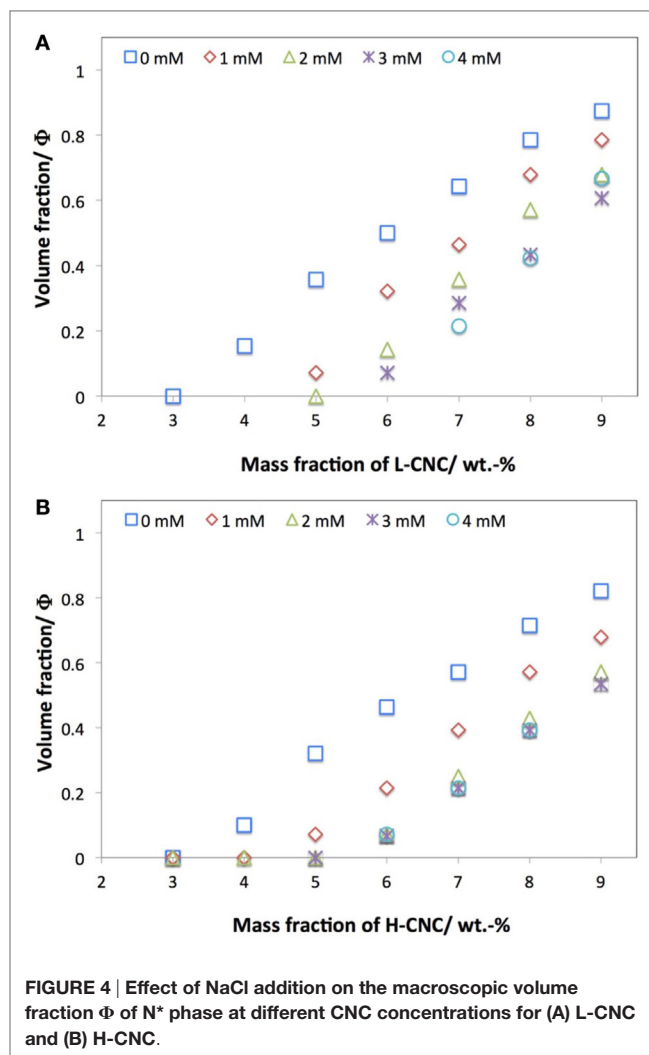 A
0 mM 1 mM 2 mM 3 mM 4 mM
1
0.8
0.6
0.4
0.2
0
Volume fraction/ Φ
2 3 4 5 6 7 8 9
Mass fraction of L-CNC/ wt.-%
B
0 mM 1 mM 2 mM 3 mM 4 mM
1
0.8
0.6
0.4
0.2
0
Volume fraction/ Φ
2 3 4 5 6 7 8 9
Mass fraction of H-CNC/ wt.-%
FIGURE 4 | Effect of NaCl addition on the macroscopic volume
fraction Φ of N* phase at different CNC concentrations for (A) L-CNC
and (B) H-CNC.